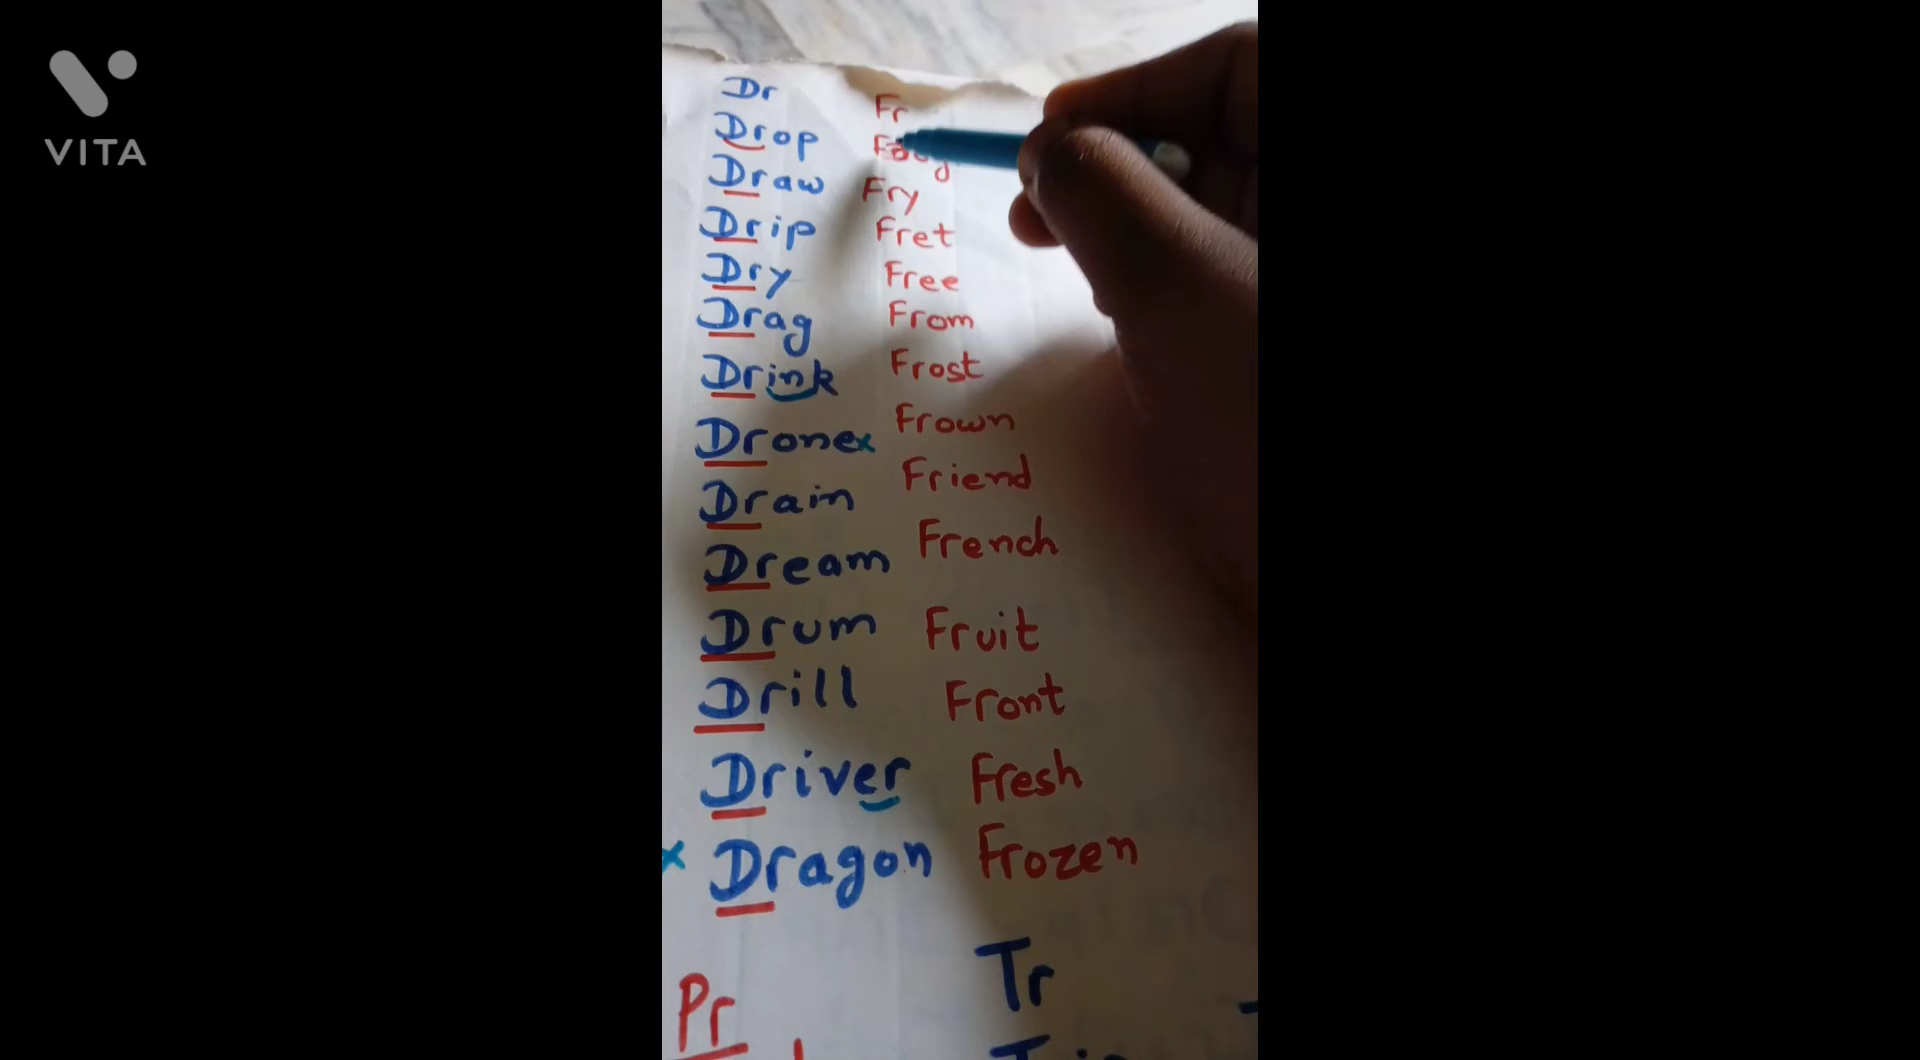 VITA
Dr
Drop
Draw
Drip
Dry
Drag
Drink
Drone x
Drain
Dream
Drum
Drill
Driver
x Dragon
Fr
Fry
Fret
Free
From
Frost
Frown
Friend
French
Fruit
Front
Fresh
Frozen
Pr
Tr